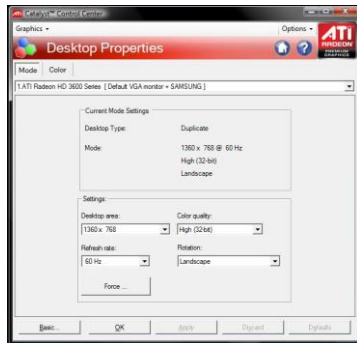 Catalyst™ Control Center
Graphics Options
ATI
RADEON
PREMIUM
GRAPHICS
Desktop Properties
Mode Color
1.ATI Radeon HD 3600 Series [ Default VGA monitor + SAMSUNG ]
Current Mode Settings
Desktop Type: Duplicate
Mode: 1360 x 768 @ 60 Hz
High (32-bit)
Landscape
Settings:
Desktop area: Color quality:
1360 x 768 High (32-bit)
Refresh rate: Rotation:
60 Hz Landscape
Force ...
Basic... OK Apply Discard Defaults